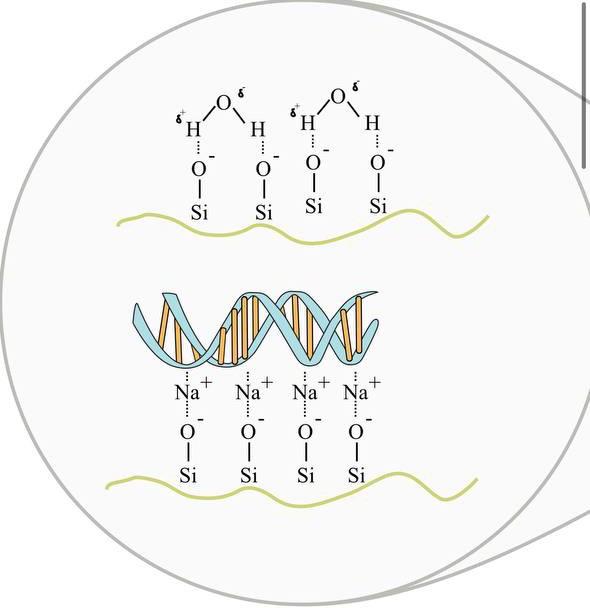 O δ- O δ-
δ+ H H δ+ H H
O- O- O- O-
Si Si Si Si
Na+ Na+ Na+ Na+
O- O- O- O-
Si Si Si Si